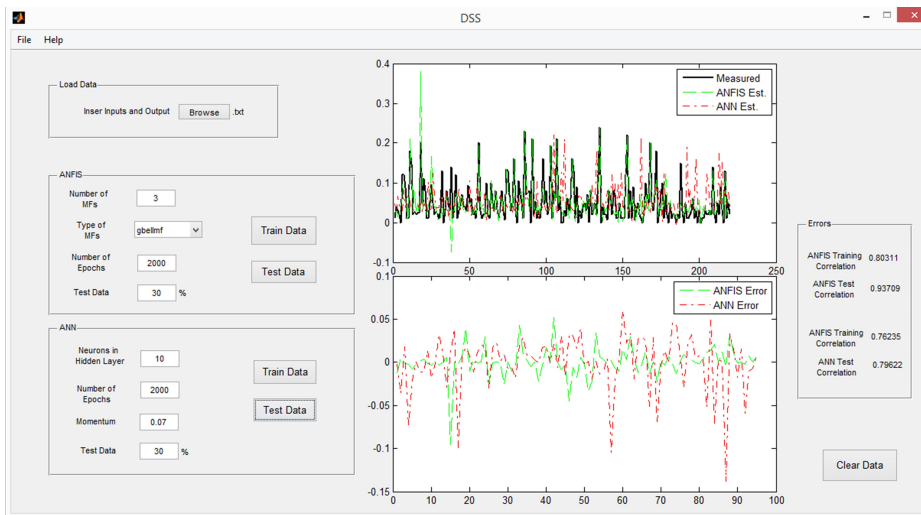 DSS
File Help
Load Data
Inser Inputs and Output Browse .txt
ANFIS
Number of
MFs
3
Type of
MFs
gbellmf
Number of
Epochs
2000
Test Data 30 %
Train Data
Test Data
ANN
Neurons in
Hidden Layer
10
Number of
Epochs
2000
Momentum 0.07
Test Data 30 %
Train Data
Test Data
0.4
0.3
0.2
0.1
0
-0.1
0 50 100 150 200 250
Measured
ANFIS Est.
ANN Est.
0.1
0.05
0
-0.05
-0.1
-0.15
0 10 20 30 40 50 60 70 80 90 100
ANFIS Error
ANN Error
Errors
ANFIS Training
Correlation
0.80311
ANFIS Test
Correlation
0.93709
ANFIS Training
Correlation
0.76235
ANN Test
Correlation
0.79622
Clear Data